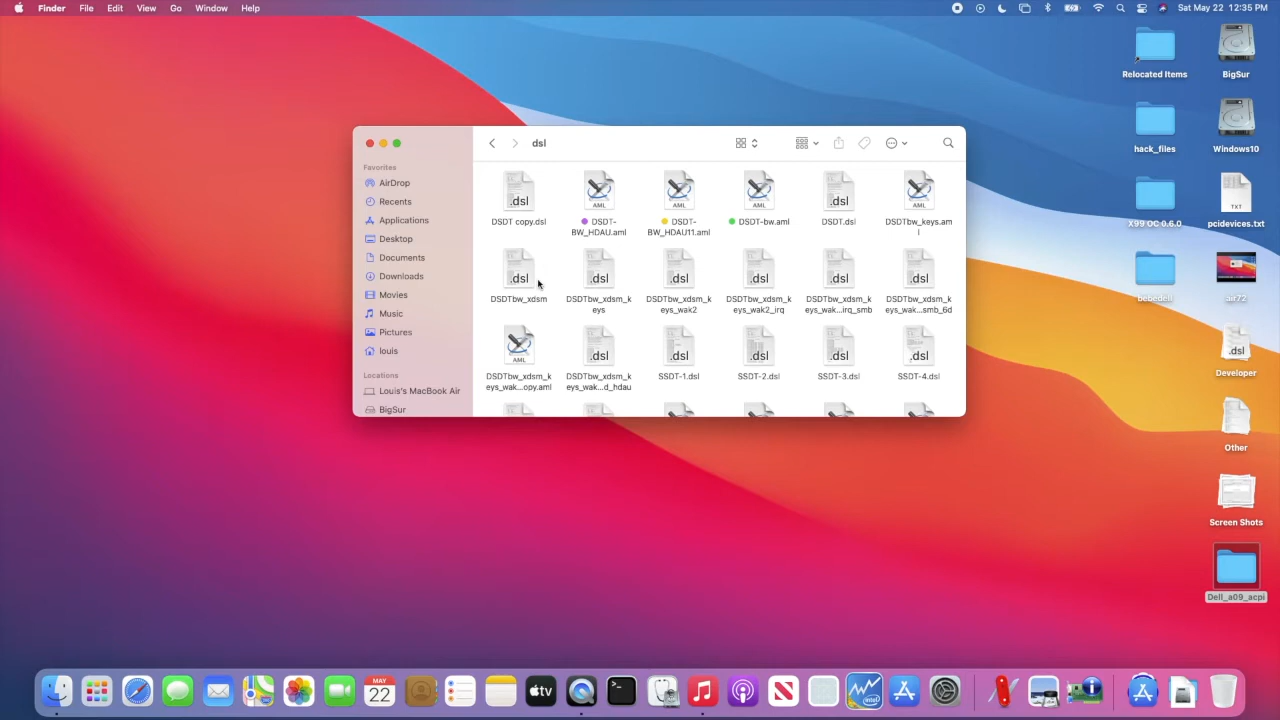 Finder File Edit View Go Window Help
Sat May 22 12:35 PM
dsl
Favorites
AirDrop
Recents
Applications
Desktop
Documents
Downloads
Movies
Music
Pictures
louis
Locations
Louis's MacBook Air
BigSur
.dsl AML AML AML .dsl AML
DSDT copy.dsl
DSDT-
BW_HDAU.aml
DSDT-
BW_HDAU11.aml
DSDT-bw.aml
DSDT.dsl
DSDTbw_keys.am
l
.dsl .dsl .dsl .dsl .dsl .dsl
DSDTbw_xdsm
DSDTbw_xdsm_k
eys
DSDTbw_xdsm_k
eys_wak2
DSDTbw_xdsm_k
eys_wak2_irq
DSDTbw_xdsm_k
eys_wak...irq_smb
DSDTbw_xdsm_k
eys_wak...smb_6d
AML .dsl .dsl .dsl .dsl .dsl
DSDTbw_xdsm_k
eys_wak...opy.aml
DSDTbw_xdsm_k
eys_wak...d_hdau
SSDT-1.dsl
SSDT-2.dsl
SSDT-3.dsl
SSDT-4.dsl
Relocated Items
BigSur
hack_files
Windows10
X99 OC 0.6.0
TXT
pcidevices.txt
bebedell
air72
.dsl
Developer
Other
Screen Shots
Dell_a09_acpi
MAY
22
tv
intel